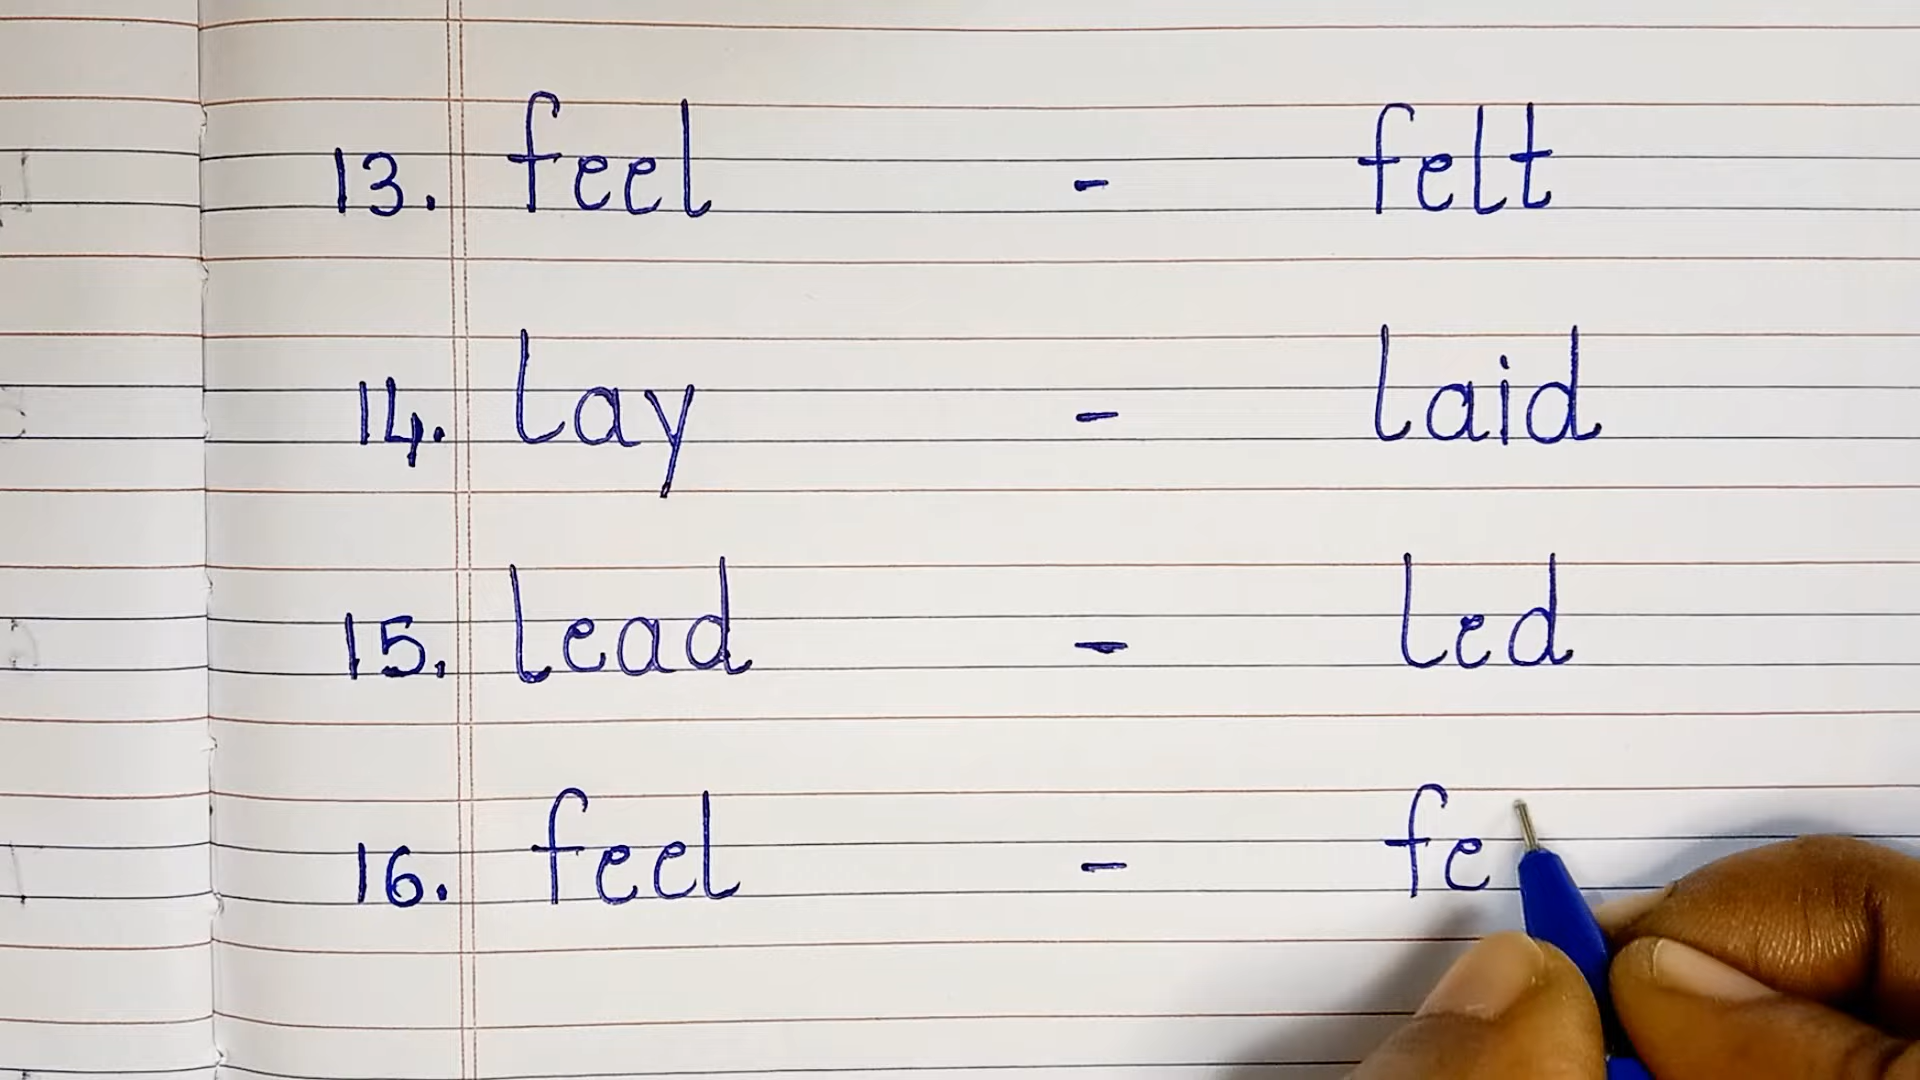 13. feel - felt
14. lay - laid
15. lead - led
16. feel - fe